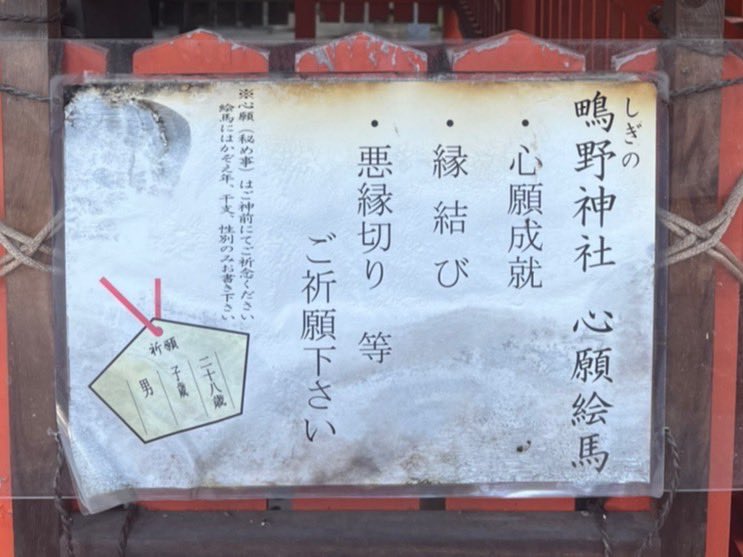 しぎの
鴫野神社 心願絵馬
・心願成就
・縁結び
・悪縁切り 等
ご祈願下さい
※心願（秘め事）はご神前にてご祈念ください
絵馬にはかぞえ年、干支、性別のみお書き下さい
祈願
二十八歳
子歳
男